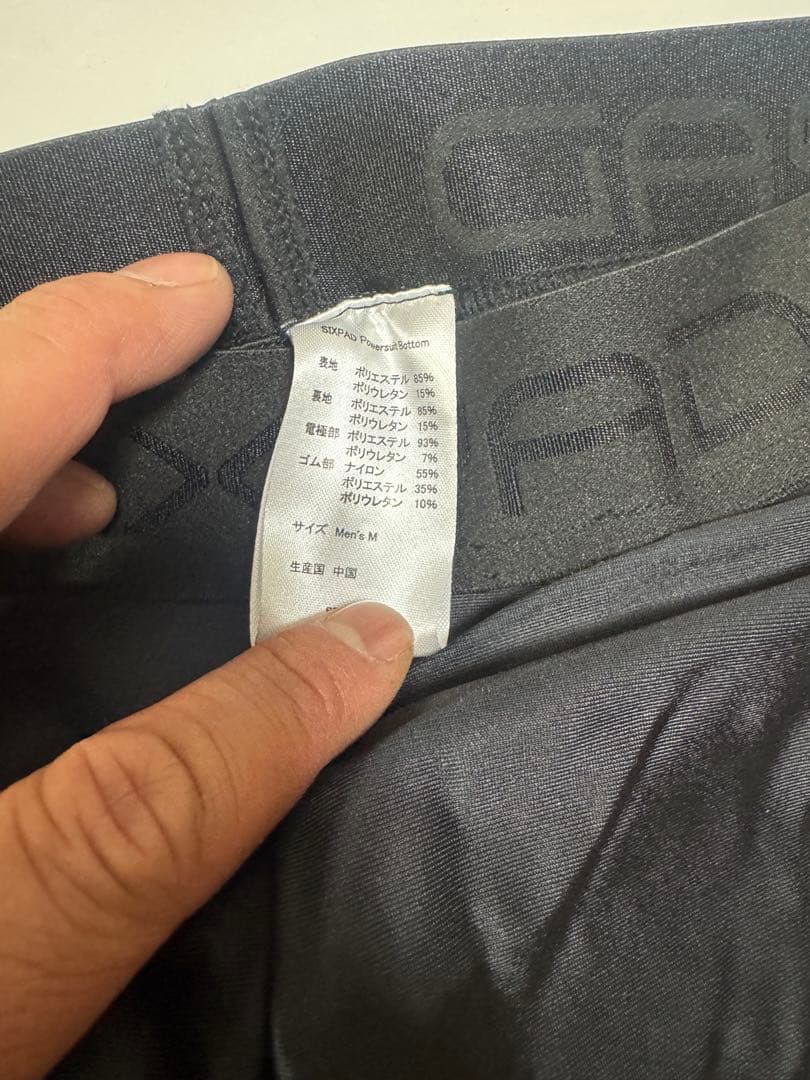 SIXPAD Powersuit Bottom
表地 ポリエステル 85%
ポリウレタン 15%
裏地 ポリエステル 85%
ポリウレタン 15%
電極部 ポリエステル 93%
ポリウレタン 7%
ゴム部 ナイロン 55%
ポリエステル 35%
ポリウレタン 10%
サイズ Men's M
生産国 中国
XPAD